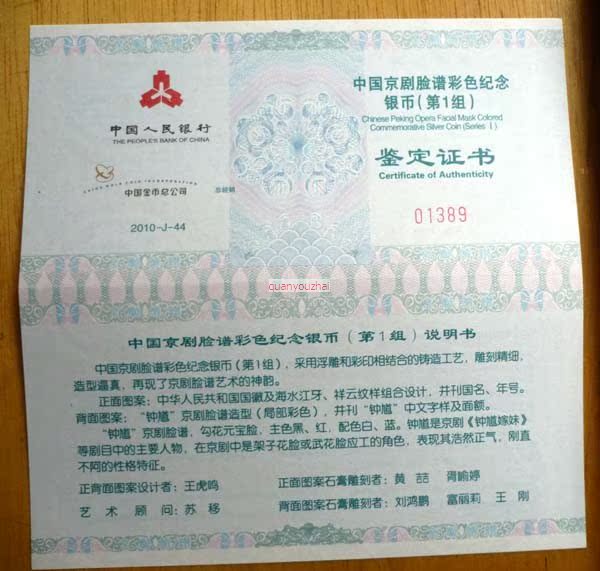 中国人民银行
THE PEOPLE'S BANK OF CHINA
CHINA GOLD COIN INCORPORATION
中国金币总公司
总经销
2010-J-44
中国京剧脸谱彩色纪念
银币(第1组)
Chinese Peking Opera Facial Mask Colored
Commemorative Silver Coin (Series Ⅰ)
鉴定证书
Certificate of Authenticity
01389
quanyouzhai
中国京剧脸谱彩色纪念银币(第1组)说明书
中国京剧脸谱彩色纪念银币(第1组),采用浮雕和彩印相结合的铸造工艺,雕刻精细,
造型逼真,再现了京剧脸谱艺术的神韵。
正面图案:中华人民共和国国徽及海水江牙、祥云纹样组合设计,并刊国名、年号。
背面图案:“钟馗”京剧脸谱造型(局部彩色),并刊“钟馗”中文字样及面额。
“钟馗”京剧脸谱,勾花元宝脸,主色黑、红,配色白、蓝。钟馗是京剧《钟馗嫁妹》
等剧目中的主要人物,在京剧中是架子花脸或武花脸应工的角色,表现其浩然正气,刚直
不阿的性格特征。
正背面图案设计者:王虎鸣
正面图案石膏雕刻者:黄喆 胥喻婷
艺术顾问:苏移
背面图案石膏雕刻者:刘鸿鹏 富丽莉 王刚